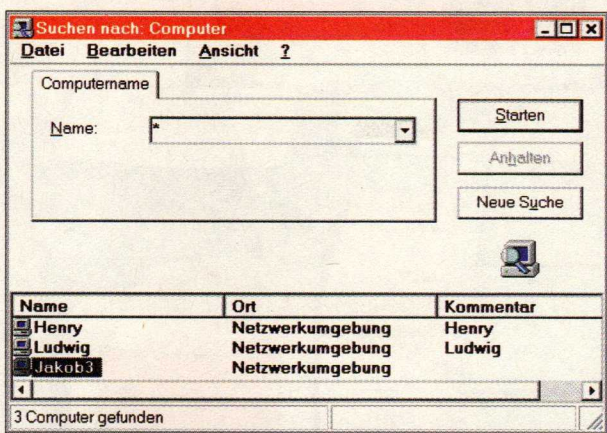 Suchen nach: Computer
Datei Bearbeiten Ansicht ?
Computername
Name: *
Starten
Anhalten
Neue Suche
Name Ort Kommentar
Henry Netzwerkumgebung Henry
Ludwig Netzwerkumgebung Ludwig
Jakob3 Netzwerkumgebung
3 Computer gefunden